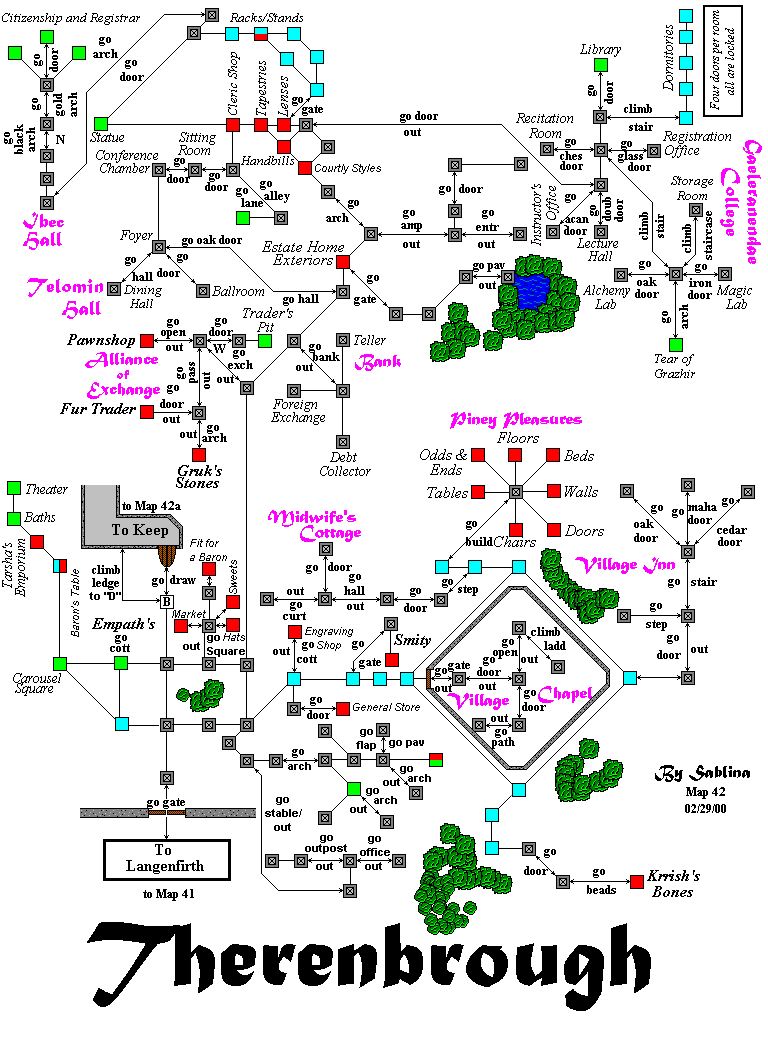 Citizenship and Registrar
go
door
go
arch
go
gold
arch
go
black
arch
N
Ibec
Hall
go
door
Statue
Racks/Stands
Cleric Shop
Tapestries
Lenses
go
gate
Handbills
Courtly Styles
go door
out
Conference
Chamber
Sitting
Room
go
door
go
door
go
lane
go
alley
go
arch
Foyer
go oak door
go
hall
go
door
Telomin
Hall
Dining
Hall
Ballroom
Estate Home
Exteriors
go hall
go
gate
go
amp
out
go
door
go
entr
out
go pav
out
Library
go
door
Dormitories
Four doors per room
all are locked
climb
stair
Recitation
Room
Registration
Office
go
ches
door
go
glass
door
Gaeleranendae
College
Instructor's
Office
go
acan
door
go
doub
door
Lecture
Hall
climb
stair
Storage
Room
climb
staircase
go
oak
door
go
iron
door
Alchemy
Lab
Magic
Lab
go
arch
Tear of
Grazhir
Pawnshop
go
open
out
go
door
W
Trader's
Pit
go
exch
out
Alliance
of
Exchange
go
pass
out
Fur Trader
go
door
out
go
arch
out
Gruk's
Stones
Teller
go
bank
out
Bank
Foreign
Exchange
Debt
Collector
Piney Pleasures
Floors
Odds &
Ends
Beds
Tables
Walls
Chairs
Doors
go
build
Theater
Baths
Tarsha's
Emporium
Baron's Table
to Map 42a
To Keep
climb
ledge
to "D"
go
draw
B
Fit for
a Baron
Sweets
Market
Hats
out
go
Square
Empath's
go
cott
Carousel
Square
Midwife's
Cottage
go
door
out
go
hall
out
go
curt
go
door
go
step
Engraving
Shop
out
go
cott
go
gate
Smity
go
door
General Store
Village Inn
go
oak
door
go
maha
door
go
cedar
door
go
stair
go
step
go
door
out
climb
ladd
go
open
out
go
gate
out
go
door
out
Village
Chapel
go
door
out
go
path
go
arch
go
flap
go pav
go
arch
out
go
arch
out
go
stable/
out
go
outpost
out
go
office
out
go gate
To
Langenfirth
to Map 41
By Sablina
Map 42
02/29/00
go
door
go
beads
Krrish's
Bones
Therenbrough